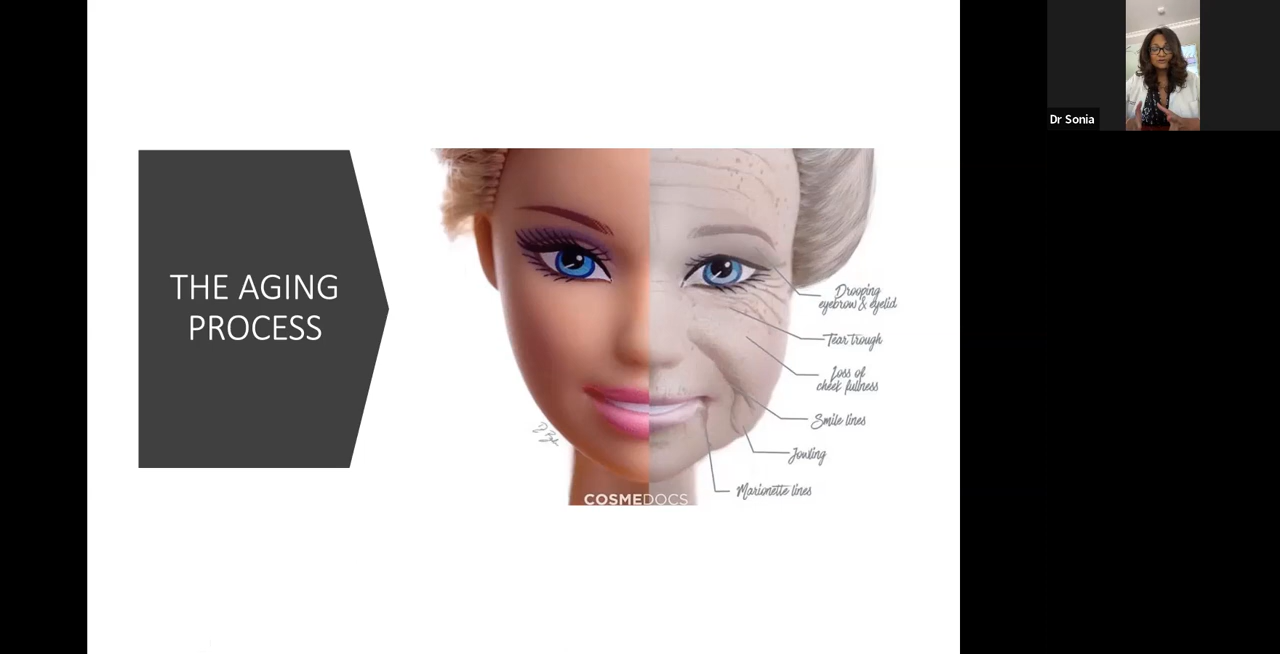 THE AGING
PROCESS
Drooping
eyebrow & eyelid
Tear trough
Loss of
cheek fullness
Smile lines
Jowling
Marionette lines
COSMEDOCS
Dr Sonia